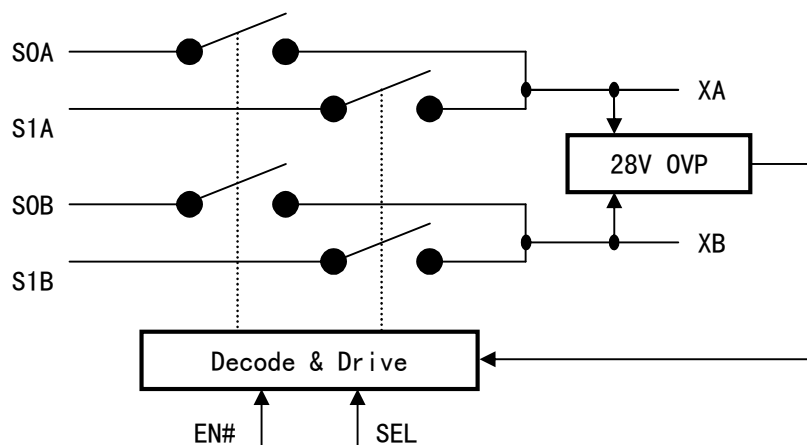 S0A
S1A
XA
28V OVP
S0B
S1B
XB
Decode & Drive
EN#
SEL